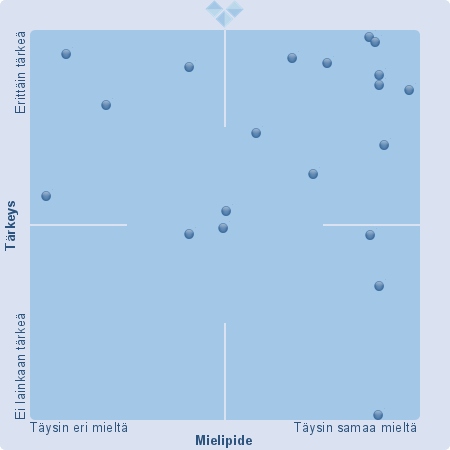 Erittäin tärkeä
Tärkeys
Ei lainkaan tärkeä
Täysin eri mieltä
Täysin samaa mieltä
Mielipide